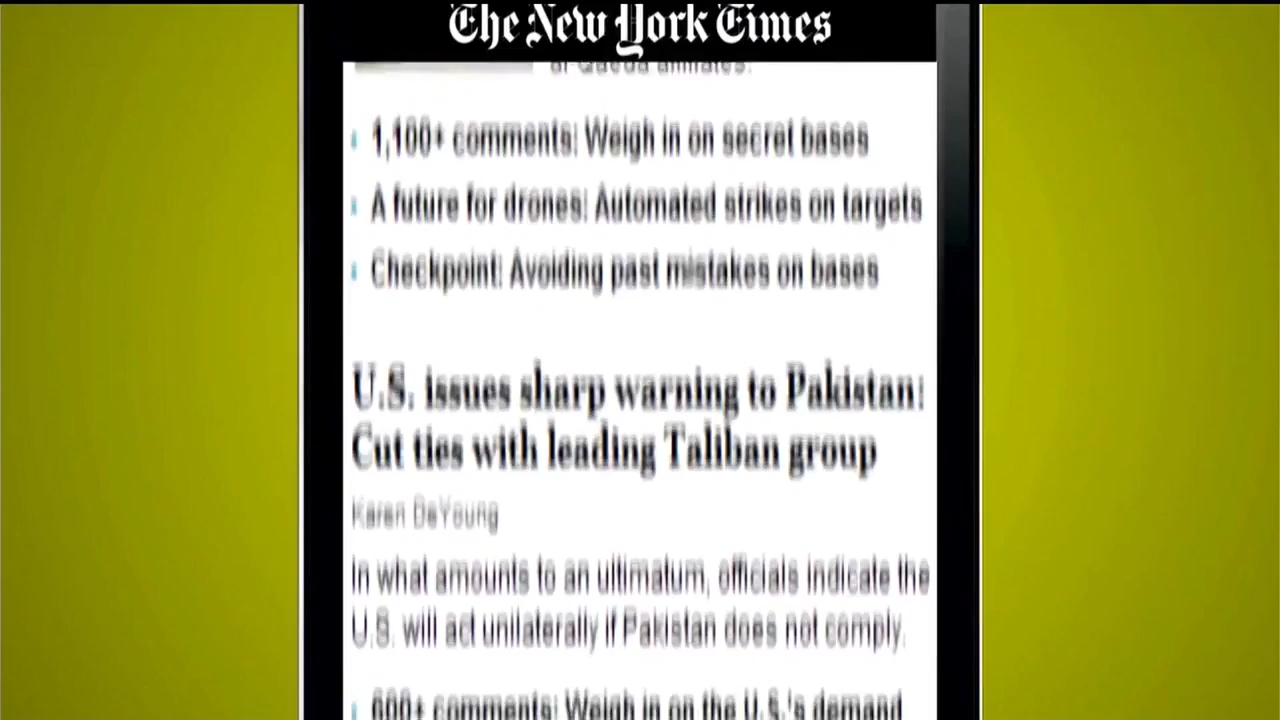 The New York Times
al Qaeda affiliates.
1,100+ comments: Weigh in on secret bases
A future for drones: Automated strikes on targets
Checkpoint: Avoiding past mistakes on bases
U.S. issues sharp warning to Pakistan:
Cut ties with leading Taliban group
Karen DeYoung
In what amounts to an ultimatum, officials indicate the
U.S. will act unilaterally if Pakistan does not comply.
600+ comments: Weigh in on the U.S.'s demand